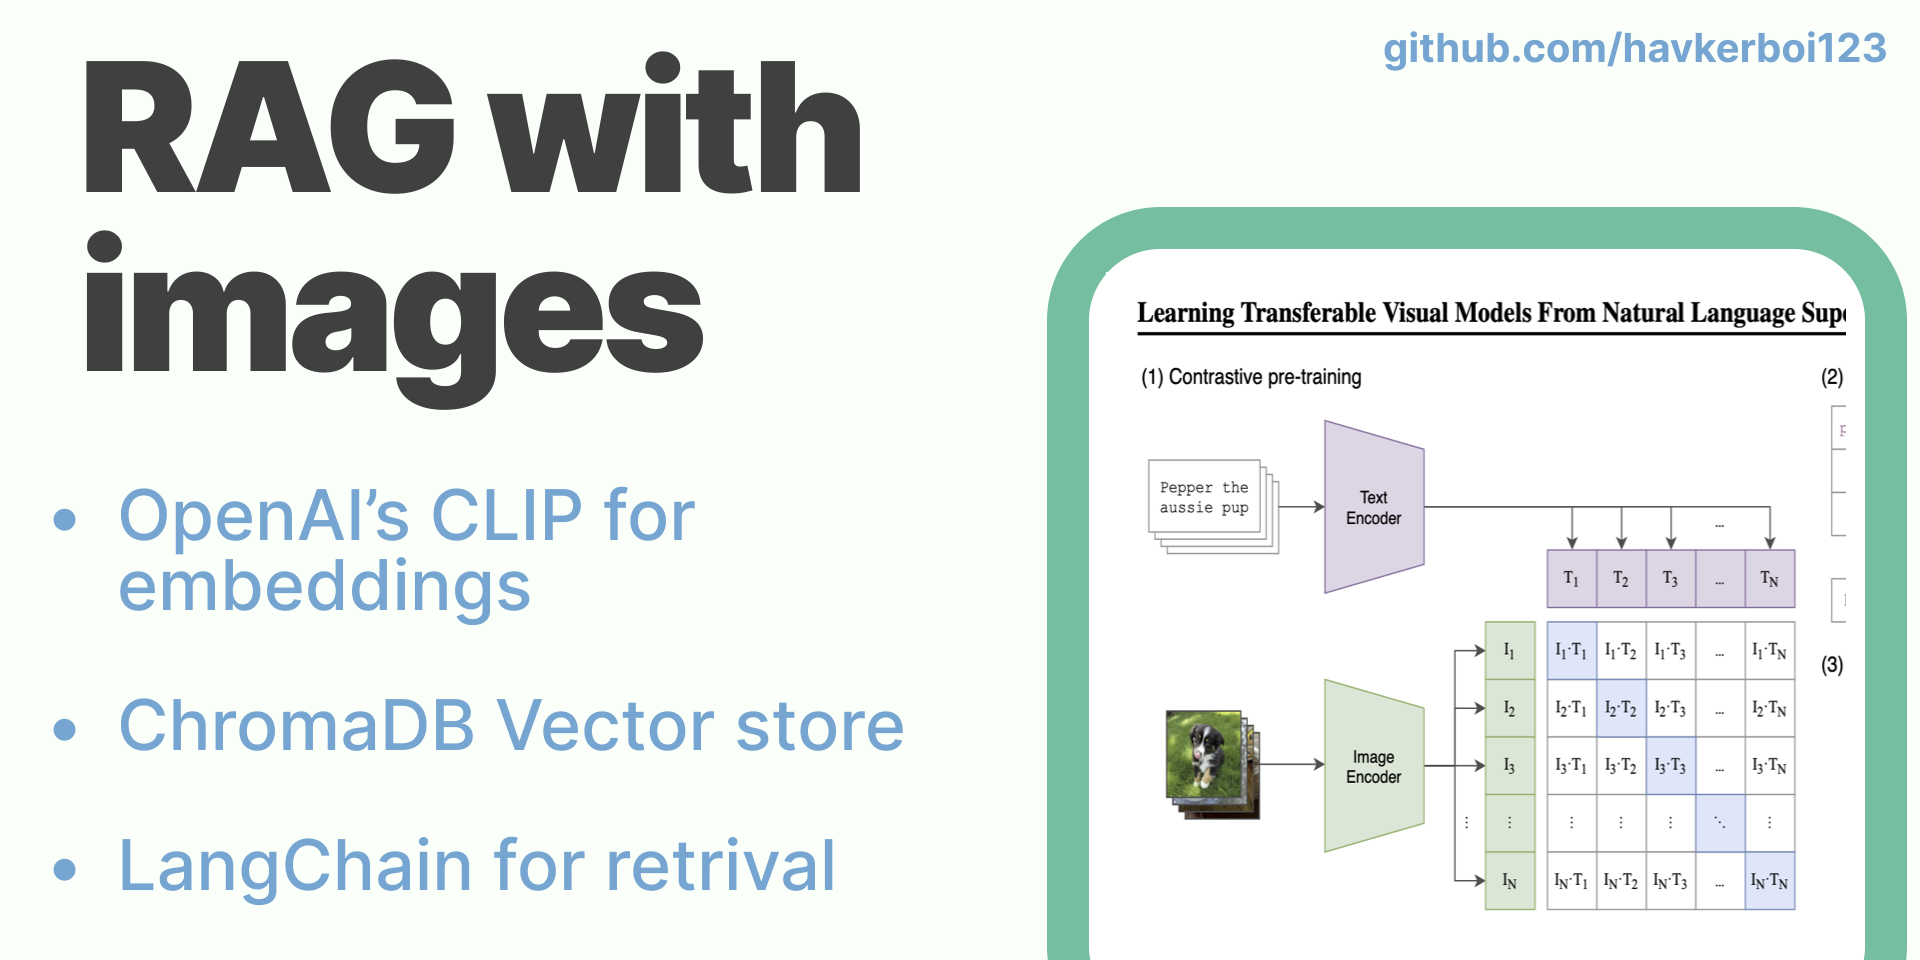 github.com/havkerboi123
RAG with
images
• OpenAI’s CLIP for
embeddings
• ChromaDB Vector store
• LangChain for retrival
Learning Transferable Visual Models From Natural Language Supe
(1) Contrastive pre-training
(2)
Pepper the
aussie pup
Text
Encoder
...
T1 T2 T3 ... TN
I1 I1·T1 I1·T2 I1·T3 ... I1·TN
(3)
I2 I2·T1 I2·T2 I2·T3 ... I2·TN
Image
Encoder
I3 I3·T1 I3·T2 I3·T3 ... I3·TN
⋮ ⋮ ⋮ ⋮ ⋮ ⋱ ⋮
IN IN·T1 IN·T2 IN·T3 ... IN·TN